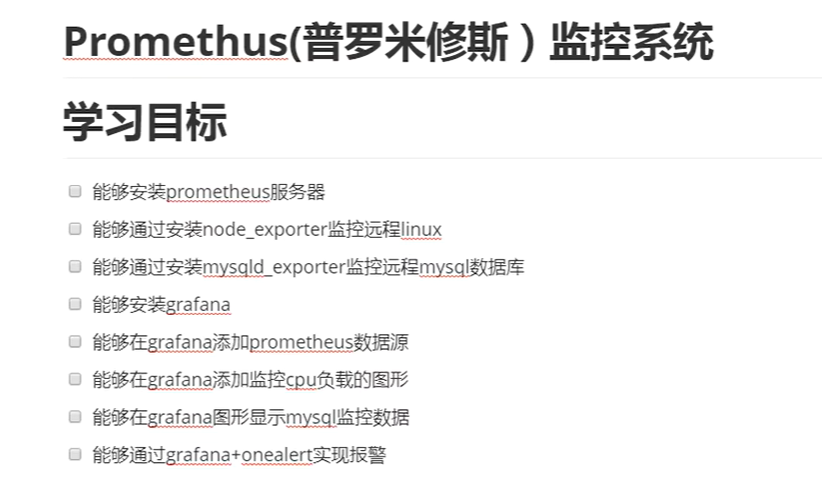 Promethus(普罗米修斯）监控系统
学习目标
能够安装prometheus服务器
能够通过安装node_exporter监控远程linux
能够通过安装mysqld_exporter监控远程mysql数据库
能够安装grafana
能够在grafana添加prometheus数据源
能够在grafana添加监控cpu负载的图形
能够在grafana图形显示mysql监控数据
能够通过grafana+onealert实现报警